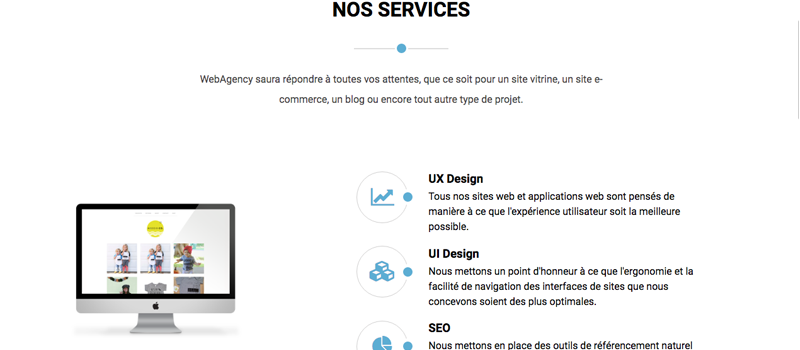 NOS SERVICES
WebAgency saura répondre à toutes vos attentes, que ce soit pour un site vitrine, un site e-
commerce, un blog ou encore tout autre type de projet.
UX Design
Tous nos sites web et applications web sont pensés de
manière à ce que l'expérience utilisateur soit la meilleure
possible.
UI Design
Nous mettons un point d'honneur à ce que l'ergonomie et la
facilité de navigation des interfaces de sites que nous
concevons soient des plus optimales.
SEO
Nous mettons en place des outils de référencement naturel